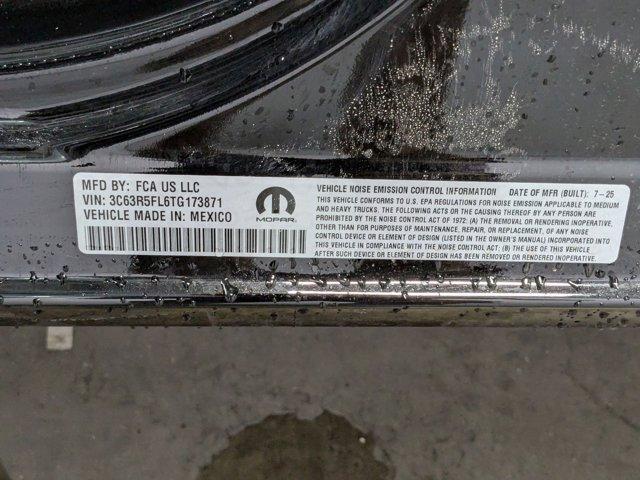 MFD BY: FCA US LLC
VIN: 3C63R5FL6TG173871
VEHICLE MADE IN: MEXICO
MOPAR
VEHICLE NOISE EMISSION CONTROL INFORMATION DATE OF MFR (BUILT): 7-25
THIS VEHICLE CONFORMS TO U.S. EPA REGULATIONS FOR NOISE EMISSION APPLICABLE TO MEDIUM
AND HEAVY TRUCKS. THE FOLLOWING ACTS OR THE CAUSING THEREOF BY ANY PERSON ARE
PROHIBITED BY THE NOISE CONTROL ACT OF 1972: (A) THE REMOVAL OR RENDERING INOPERATIVE,
OTHER THAN FOR PURPOSES OF MAINTENANCE, REPAIR, OR REPLACEMENT, OF ANY NOISE CONTROL
DEVICE OR ELEMENT OF DESIGN (LISTED IN THE OWNER'S MANUAL) INCORPORATED INTO
THIS VEHICLE IN COMPLIANCE WITH THE NOISE CONTROL ACT; (B) THE USE OF THIS VEHICLE
AFTER SUCH DEVICE OR ELEMENT OF DESIGN HAS BEEN REMOVED OR RENDERED INOPERATIVE.